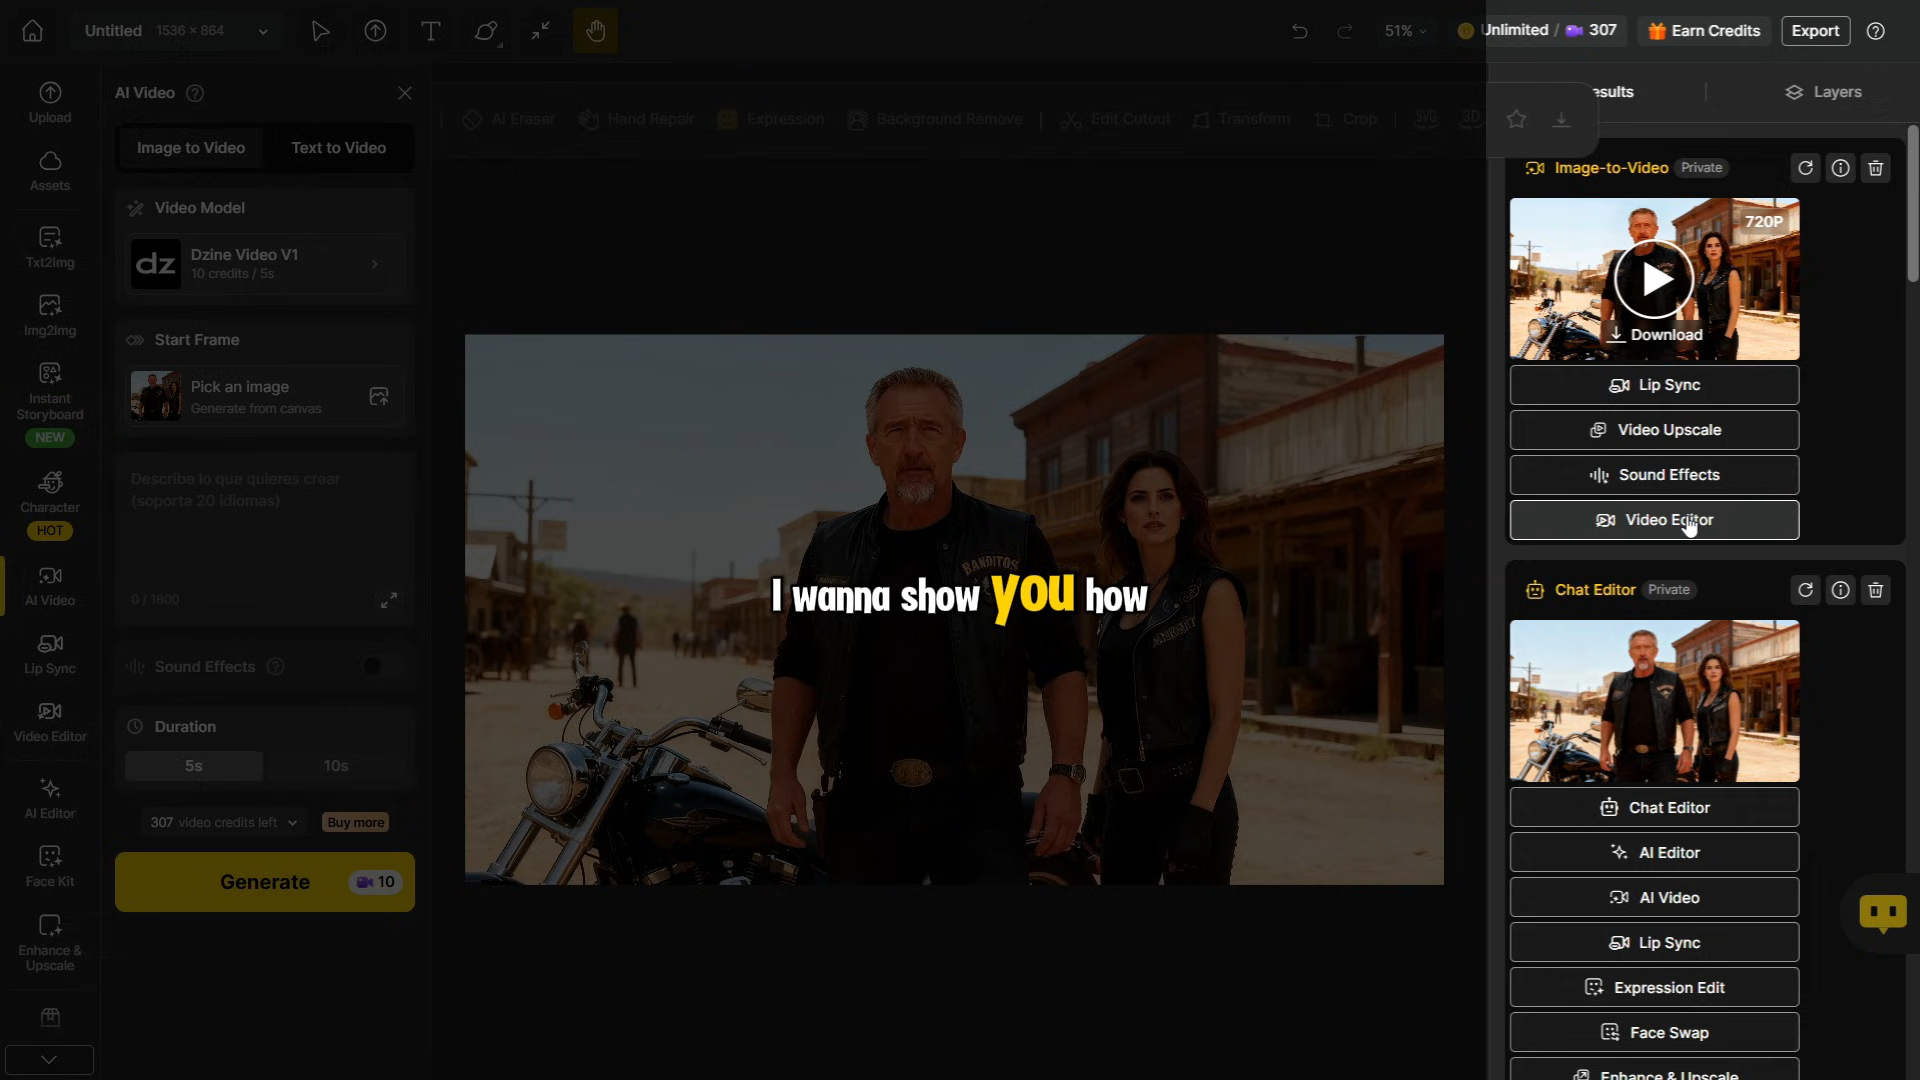 Untitled 1536 × 864
51%
Unlimited / 307
Earn Credits
Export
Upload
Assets
Txt2Img
Img2Img
Instant
Storyboard
NEW
Character
HOT
AI Video
Lip Sync
Video Editor
AI Editor
Face Kit
Enhance &
Upscale
AI Video
Image to Video Text to Video
Video Model
dz
Dzine Video V1
10 credits / 5s
Start Frame
Pick an image
Generate from canvas
Describe lo que quieres crear
(soporta 20 idiomas)
0 / 1800
Sound Effects
Duration
5s 10s
307 video credits left Buy more
Generate 10
AI Eraser Hand Repair Expression Background Remove Edit Cutout Transform Crop SVG 3D
BANDITOS
I wanna show you how
esults Layers
Image-to-Video Private
720P
Download
Lip Sync
Video Upscale
Sound Effects
Video Editor
Chat Editor Private
Chat Editor
AI Editor
AI Video
Lip Sync
Expression Edit
Face Swap
Enhance & Upscale